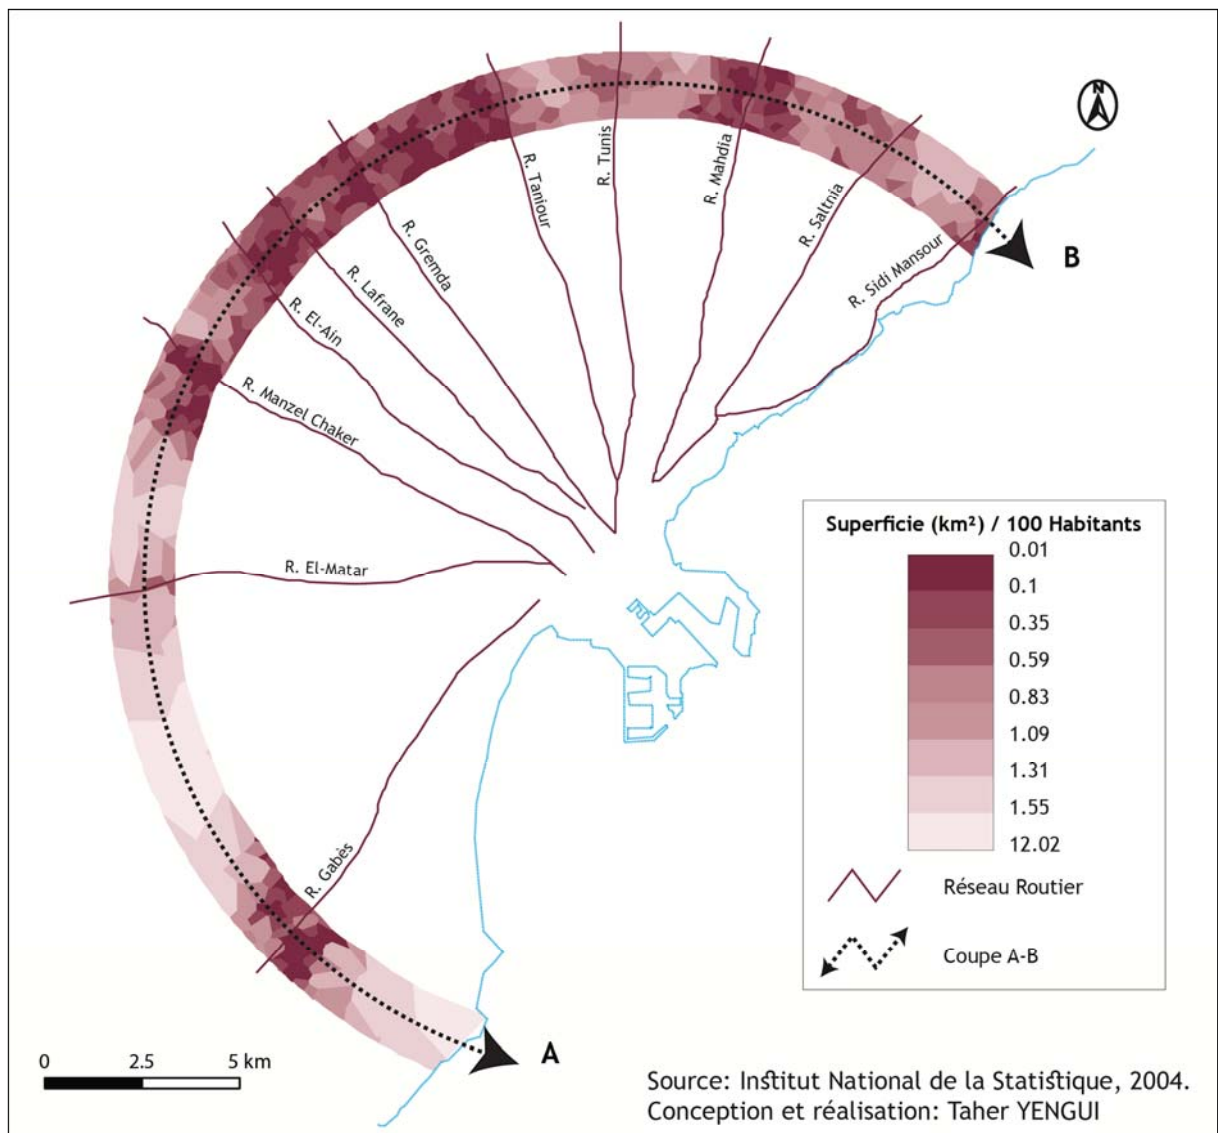 N
R. Taniour
R. Tunis
R. Mahdia
R. Saltnia
R. Sidi Mansour
B
R. Gremda
R. Lafrane
R. El-Ain
R. Manzel Chaker
R. El-Matar
R. Gabès
A
Superficie (km²) / 100 Habitants
0.01
0.1
0.35
0.59
0.83
1.09
1.31
1.55
12.02
Réseau Routier
Coupe A-B
0 2.5 5 km
Source: Institut National de la Statistique, 2004.
Conception et réalisation: Taher YENGUI